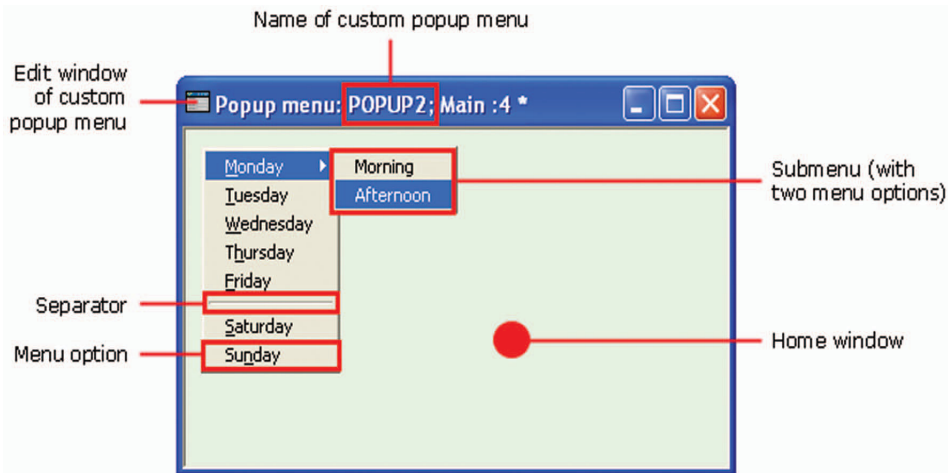 Name of custom popup menu
Edit window
of custom
popup menu
Popup menu: POPUP2; Main :4 *
Monday
Morning
Submenu (with
two menu options)
Tuesday
Afternoon
Wednesday
Thursday
Friday
Separator
Saturday
Home window
Menu option
Sunday